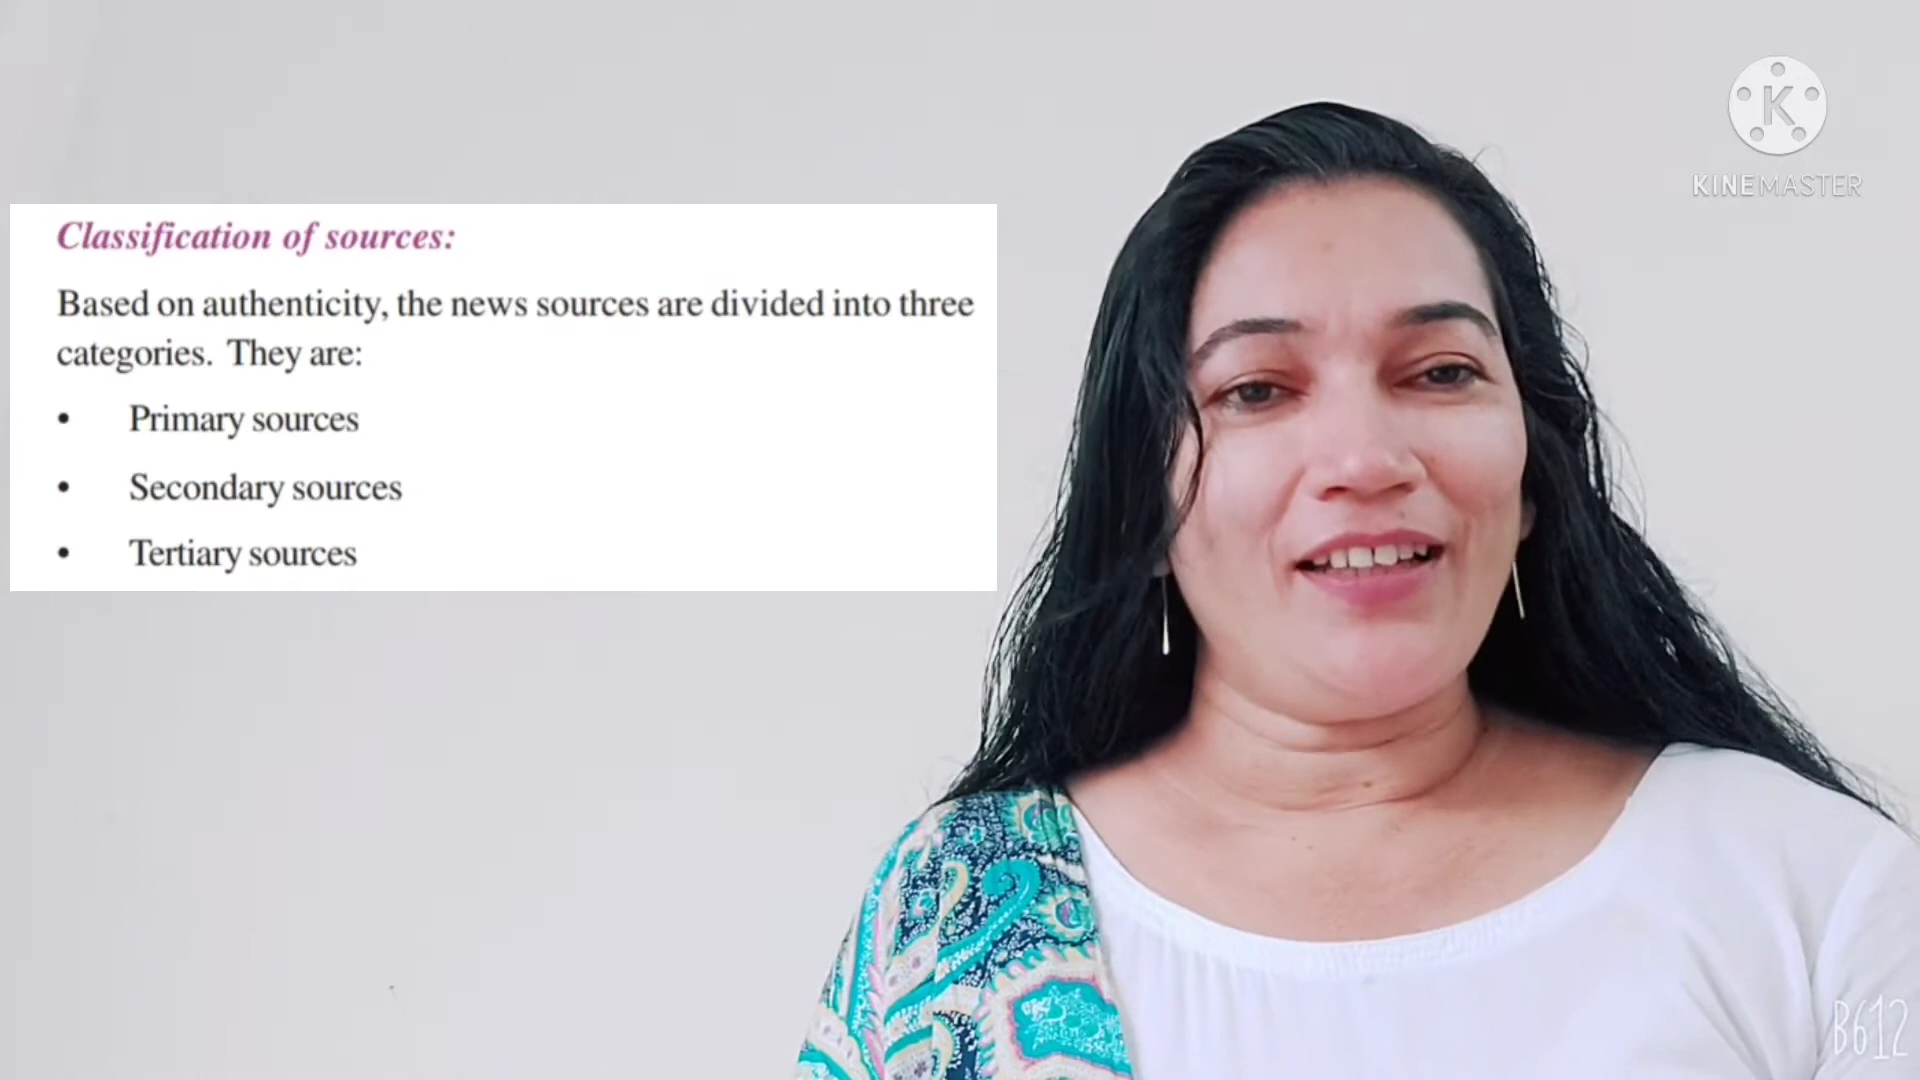 Classification of sources:
Based on authenticity, the news sources are divided into three
categories. They are:
• Primary sources
• Secondary sources
• Tertiary sources
K
KINEMASTER
B612